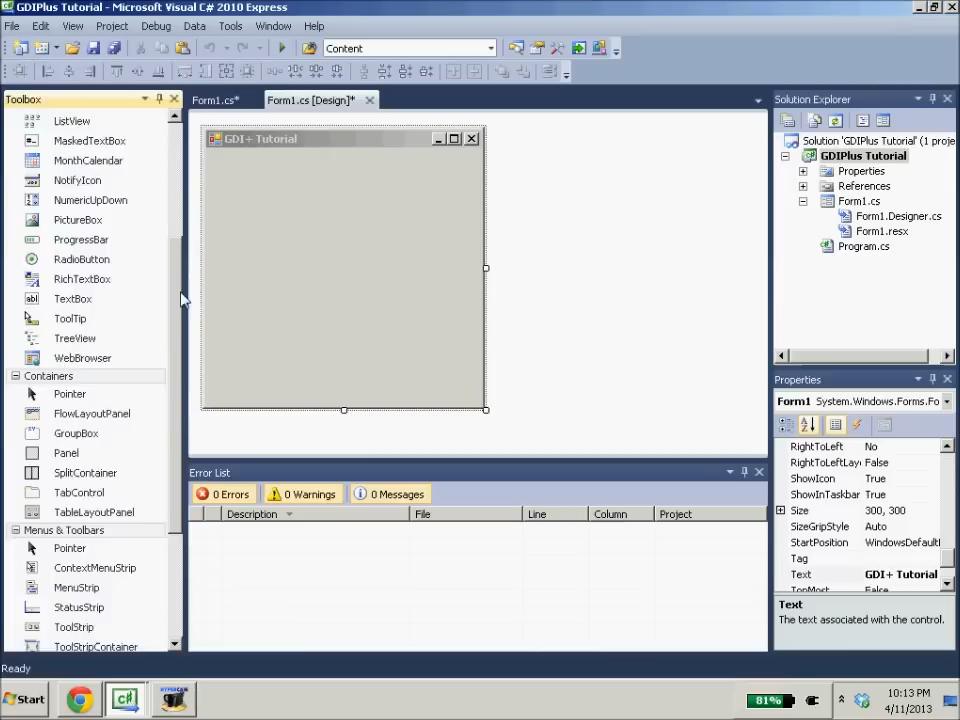 GDIPlus Tutorial - Microsoft Visual C# 2010 Express
File Edit View Project Debug Data Tools Window Help
Content
Toolbox
ListView
MaskedTextBox
MonthCalendar
NotifyIcon
NumericUpDown
PictureBox
ProgressBar
RadioButton
RichTextBox
TextBox
ToolTip
TreeView
WebBrowser
Containers
Pointer
FlowLayoutPanel
GroupBox
Panel
SplitContainer
TabControl
TableLayoutPanel
Menus & Toolbars
Pointer
ContextMenuStrip
MenuStrip
StatusStrip
ToolStrip
ToolStripContainer
Form1.cs* Form1.cs [Design]*
GDI+ Tutorial
Error List
0 Errors 0 Warnings 0 Messages
Description File Line Column Project
Solution Explorer
Solution 'GDIPlus Tutorial' (1 proje
GDIPlus Tutorial
Properties
References
Form1.cs
Form1.Designer.cs
Form1.resx
Program.cs
Properties
Form1 System.Windows.Forms.Fo
RightToLeft No
RightToLeftLay False
ShowIcon True
ShowInTaskbar True
Size 300, 300
SizeGripStyle Auto
StartPosition WindowsDefaultl
Tag
Text GDI+ Tutorial
TopMost False
Text
The text associated with the control.
Ready
Start C# HYPERCAM 81% 10:13 PM
4/11/2013